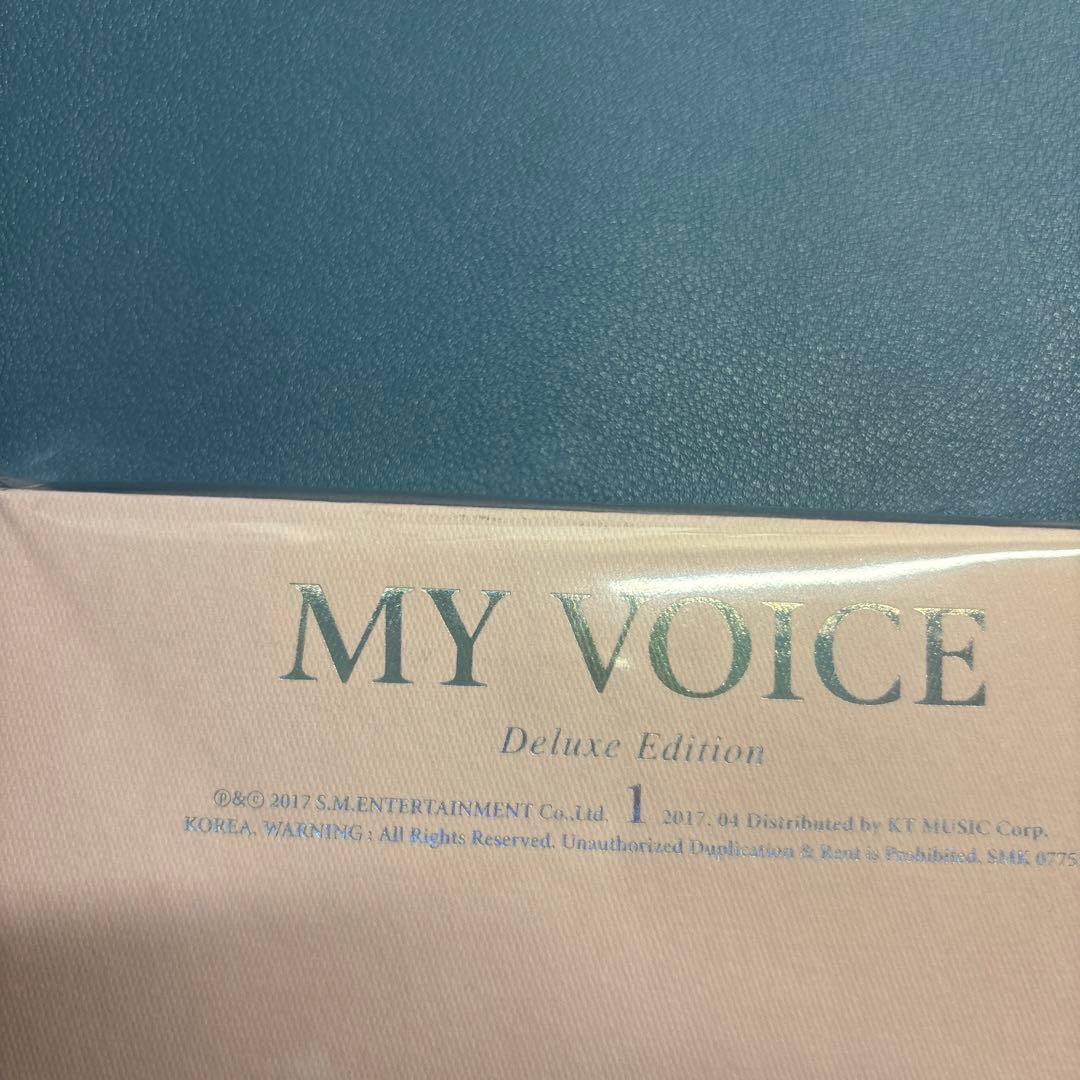 MY VOICE
Deluxe Edition
℗&© 2017 S.M.ENTERTAINMENT Co.,Ltd. 1 2017. 04 Distributed by KT MUSIC Corp.
KOREA. WARNING : All Rights Reserved. Unauthorized Duplication & Rent is Prohibited. SMK 0775